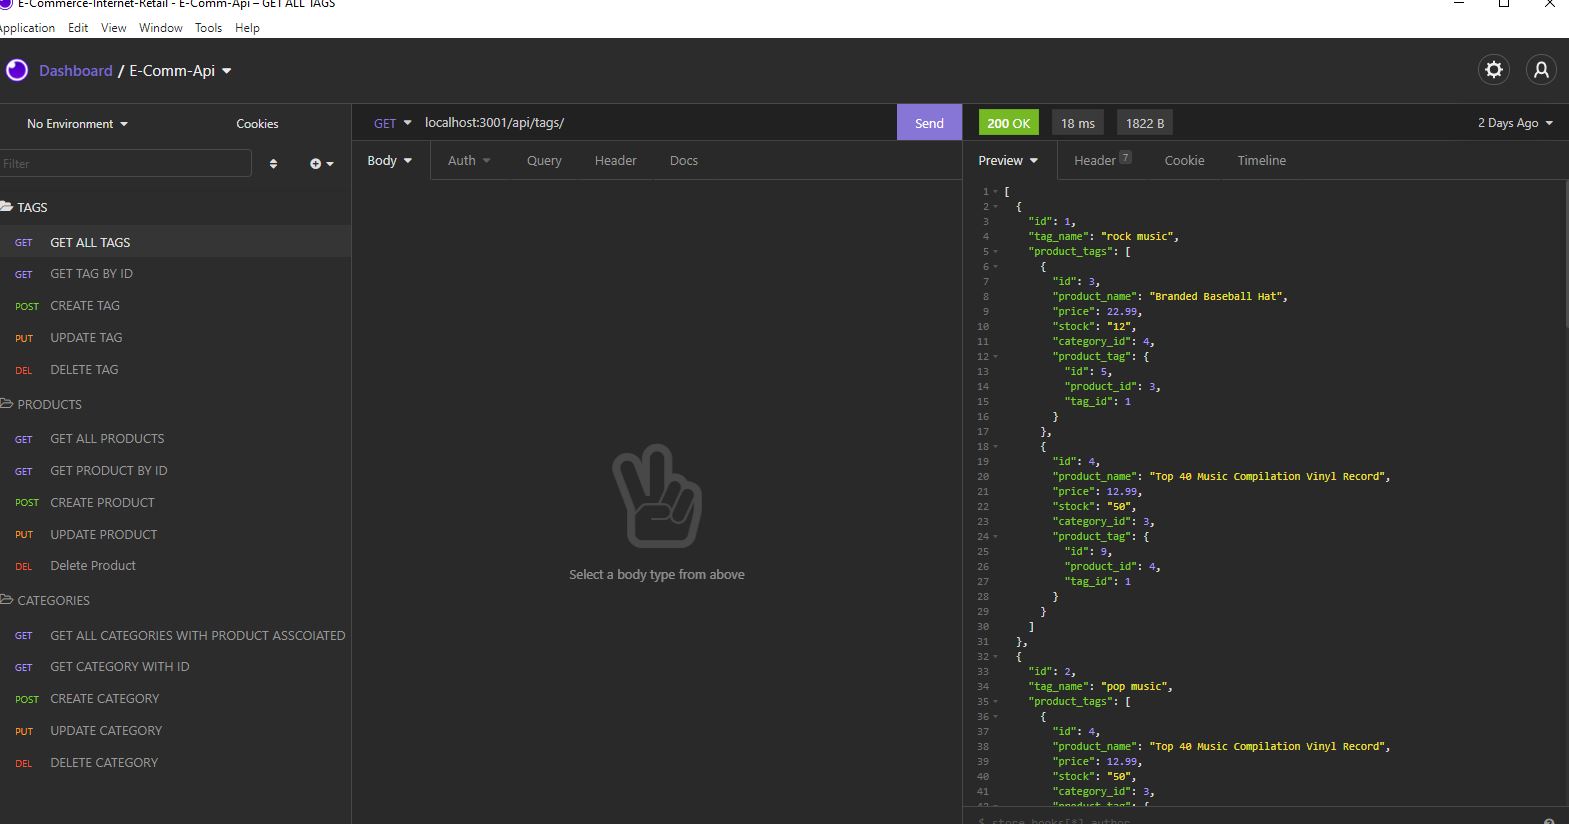 E-Commerce-Internet-Retail - E-Comm-Api – GET ALL TAGS
Application Edit View Window Tools Help
Dashboard / E-Comm-Api
No Environment Cookies
Filter
TAGS
GET GET ALL TAGS
GET GET TAG BY ID
POST CREATE TAG
PUT UPDATE TAG
DEL DELETE TAG
PRODUCTS
GET GET ALL PRODUCTS
GET GET PRODUCT BY ID
POST CREATE PRODUCT
PUT UPDATE PRODUCT
DEL Delete Product
CATEGORIES
GET GET ALL CATEGORIES WITH PRODUCT ASSCOIATED
GET GET CATEGORY WITH ID
POST CREATE CATEGORY
PUT UPDATE CATEGORY
DEL DELETE CATEGORY
GET localhost:3001/api/tags/ Send
Body Auth Query Header Docs
Select a body type from above
200 OK 18 ms 1822 B 2 Days Ago
Preview Header 7 Cookie Timeline
1 [
2 {
3 "id": 1,
4 "tag_name": "rock music",
5 "product_tags": [
6 {
7 "id": 3,
8 "product_name": "Branded Baseball Hat",
9 "price": 22.99,
10 "stock": "12",
11 "category_id": 4,
12 "product_tag": {
13 "id": 5,
14 "product_id": 3,
15 "tag_id": 1
16 }
17 },
18 {
19 "id": 4,
20 "product_name": "Top 40 Music Compilation Vinyl Record",
21 "price": 12.99,
22 "stock": "50",
23 "category_id": 3,
24 "product_tag": {
25 "id": 9,
26 "product_id": 4,
27 "tag_id": 1
28 }
29 }
30 ]
31 },
32 {
33 "id": 2,
34 "tag_name": "pop music",
35 "product_tags": [
36 {
37 "id": 4,
38 "product_name": "Top 40 Music Compilation Vinyl Record",
39 "price": 12.99,
40 "stock": "50",
41 "category_id": 3,
42 "product_tag": {
$.store.books[*].author